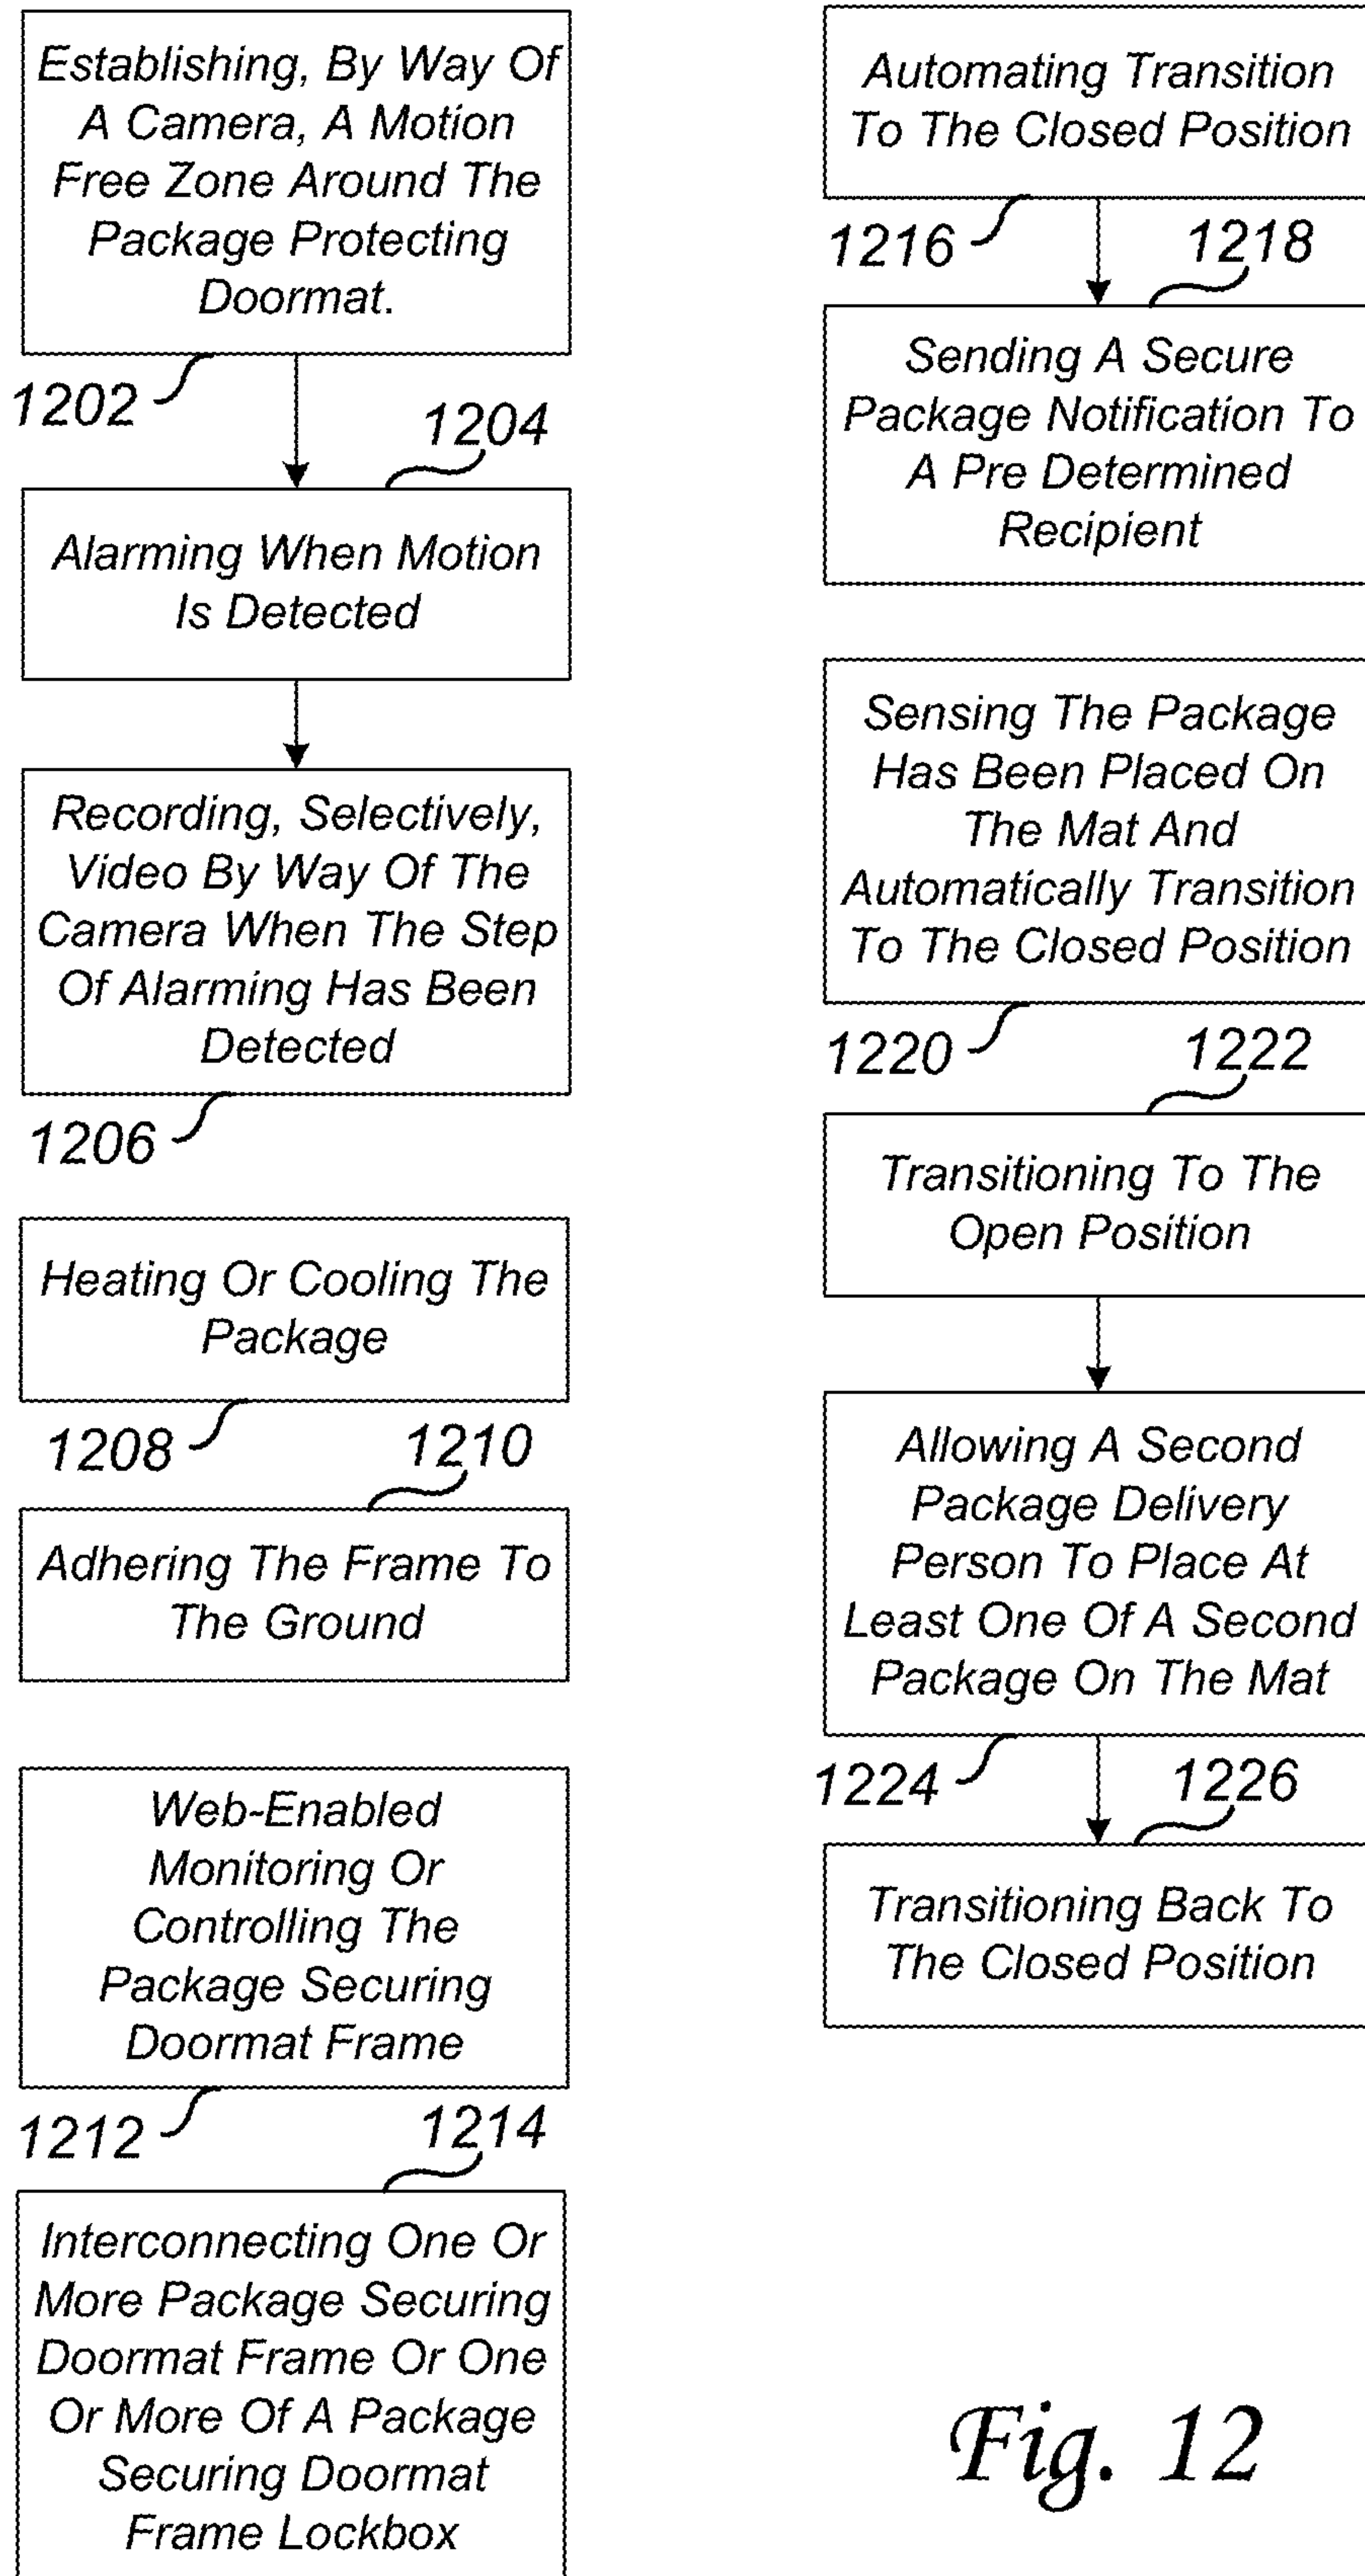 Establishing, By Way Of
A Camera, A Motion
Free Zone Around The
Package Protecting
Doormat.
1202
1204
Alarming When Motion
Is Detected
Recording, Selectively,
Video By Way Of The
Camera When The Step
Of Alarming Has Been
Detected
1206
Heating Or Cooling The
Package
1208
1210
Adhering The Frame To
The Ground
Web-Enabled
Monitoring Or
Controlling The
Package Securing
Doormat Frame
1212
1214
Interconnecting One Or
More Package Securing
Doormat Frame Or One
Or More Of A Package
Securing Doormat
Frame Lockbox
Automating Transition
To The Closed Position
1216
1218
Sending A Secure
Package Notification To
A Pre Determined
Recipient
Sensing The Package
Has Been Placed On
The Mat And
Automatically Transition
To The Closed Position
1220
1222
Transitioning To The
Open Position
Allowing A Second
Package Delivery
Person To Place At
Least One Of A Second
Package On The Mat
1224
1226
Transitioning Back To
The Closed Position
Fig. 12